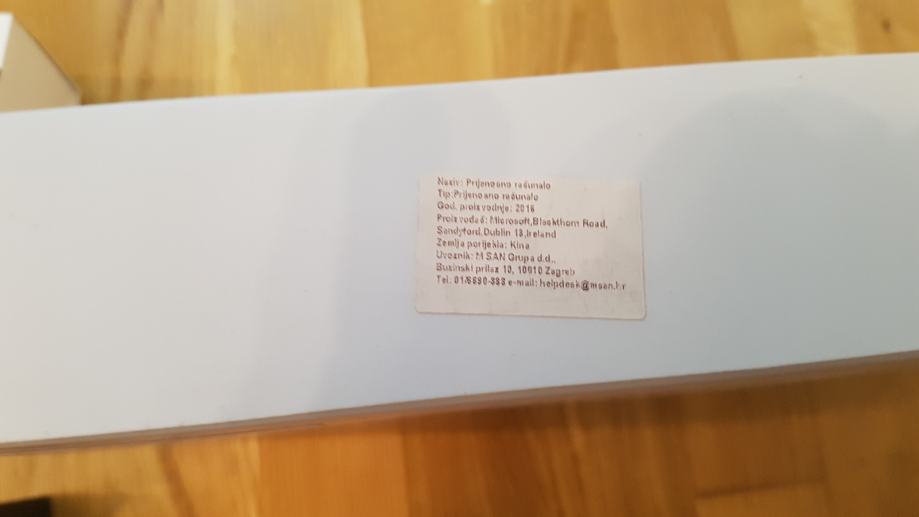 Naziv: Prijenosno računalo
Tip:Prijenosno računalo
God. proizvodnje: 2016
Proizvođač: Microsoft,Blackthorn Road,
Sandyford,Dublin 18,Ireland
Zemlja porijekla: Kina
Uvoznik: M SAN Grupa d.d.,
Buzinski prilaz 10, 10010 Zagreb
Tel: e-mail: helpdesk@msan.hr